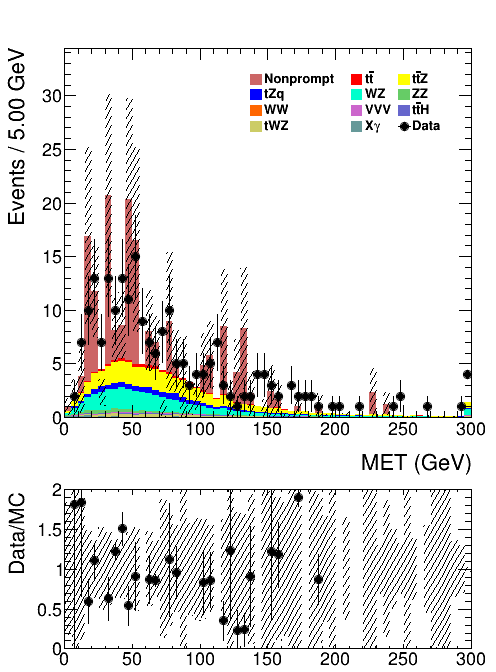 Events / 5.00 GeV
30
25
20
15
10
5
0
Nonprompt tt̄ tt̄Z
tZq WZ ZZ
WW VVV tt̄H
tWZ Xγ Data
0 50 100 150 200 250 300
MET (GeV)
Data/MC
2
1.5
1
0.5
0
0 50 100 150 200 250 300